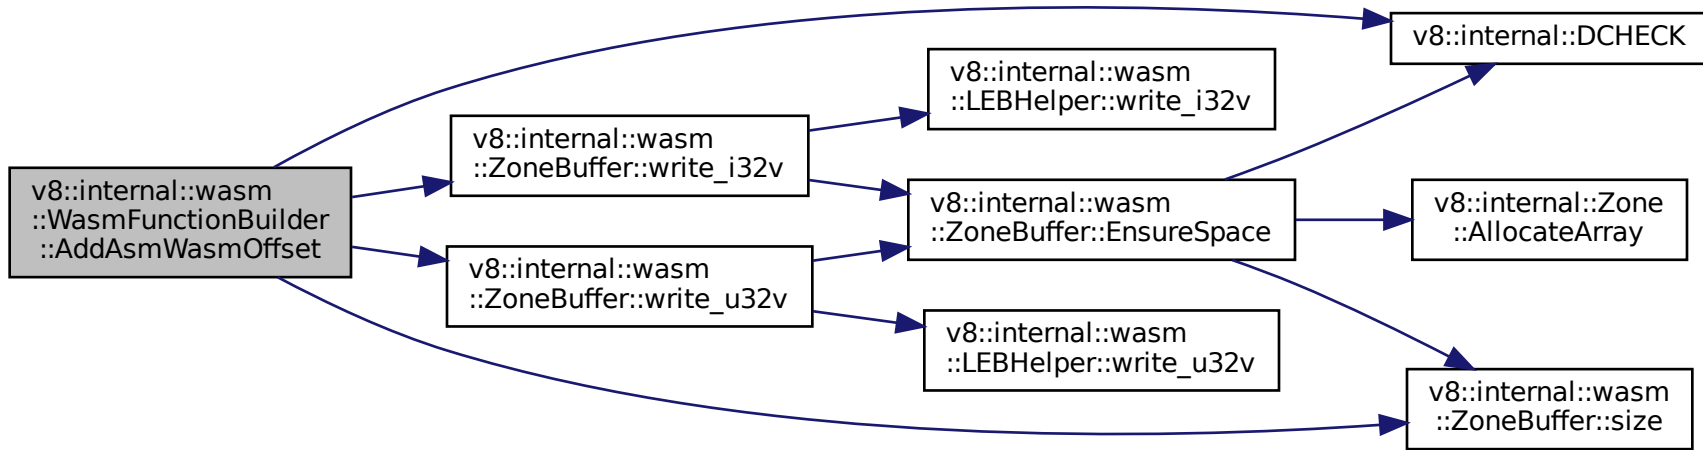 v8::internal::wasm
::WasmFunctionBuilder
::AddAsmWasmOffset
v8::internal::wasm
::ZoneBuffer::write_i32v
v8::internal::wasm
::ZoneBuffer::write_u32v
v8::internal::wasm
::LEBHelper::write_i32v
v8::internal::wasm
::ZoneBuffer::EnsureSpace
v8::internal::wasm
::LEBHelper::write_u32v
v8::internal::DCHECK
v8::internal::Zone
::AllocateArray
v8::internal::wasm
::ZoneBuffer::size